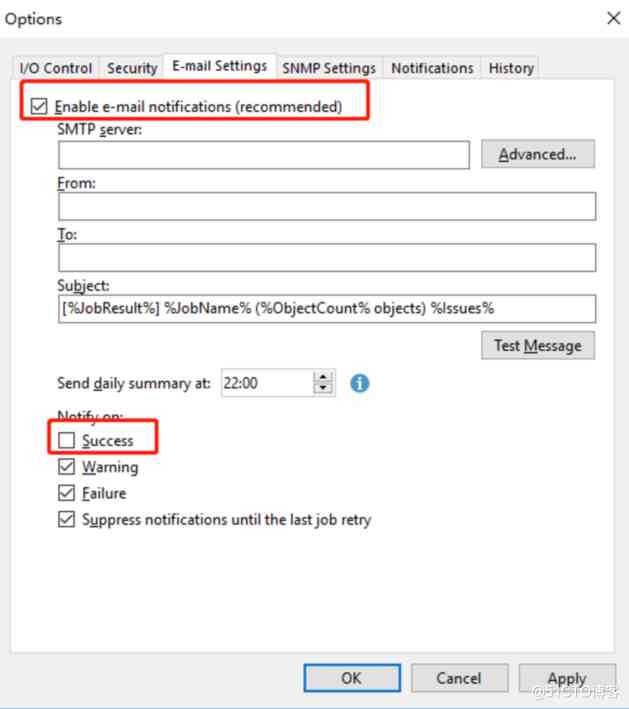 Options
I/O Control Security E-mail Settings SNMP Settings Notifications History
Enable e-mail notifications (recommended)
SMTP server:
Advanced...
From:
To:
Subject:
[%JobResult%] %JobName% (%ObjectCount% objects) %Issues%
Test Message
Send daily summary at: 22:00
Notify on:
Success
Warning
Failure
Suppress notifications until the last job retry
OK Cancel Apply
@51CTO博客